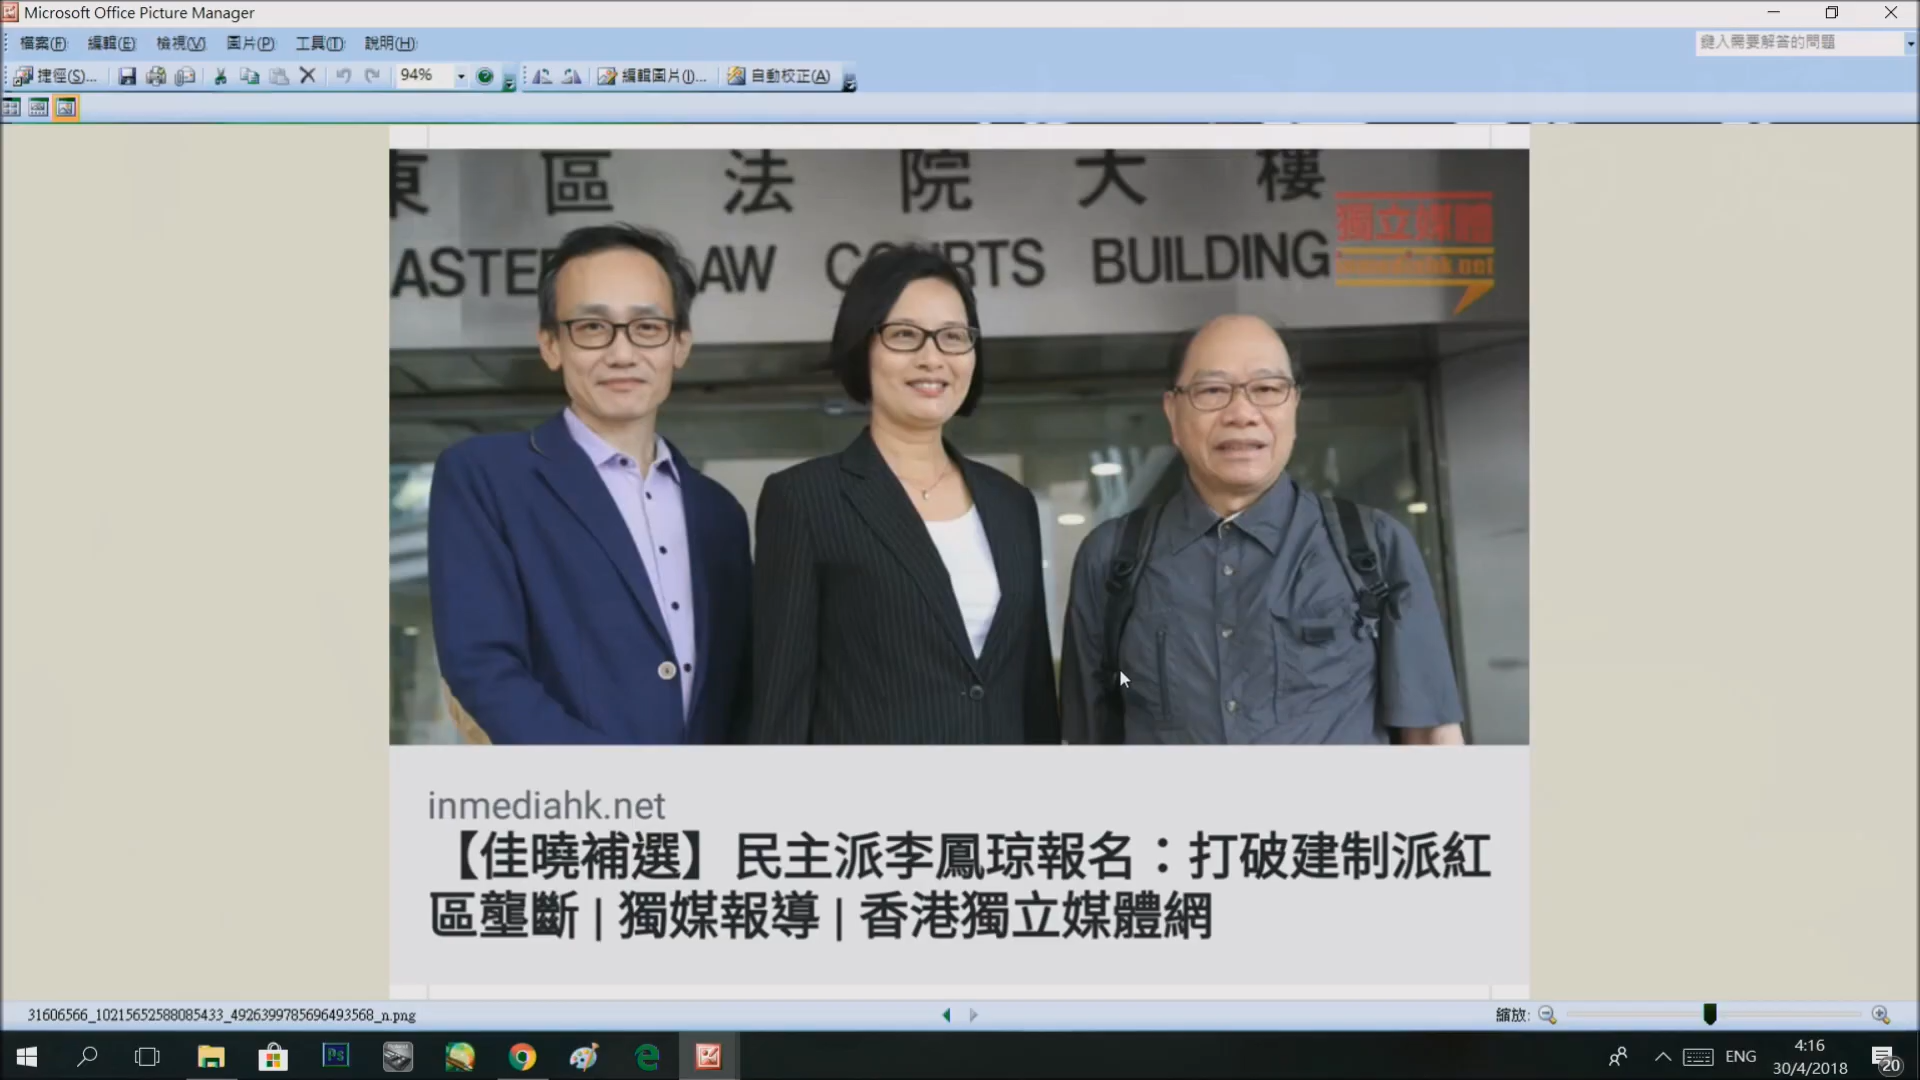 Microsoft Office Picture Manager
檔案(F) 編輯(E) 檢視(V) 圖片(P) 工具(T) 說明(H)
鍵入需要解答的問題
捷徑(S)... 94% 編輯圖片(I)... 自動校正(A)
東區法院大樓
ASTE LAW COURTS BUILDING
獨立媒體
inmediahk.net
inmediahk.net
【佳曉補選】民主派李鳳琼報名：打破建制派紅
區壟斷 | 獨媒報導 | 香港獨立媒體網
31606566_10215652588085433_4926399785696493568_n.png
縮放:
Ps
ENG
4:16
30/4/2018
20